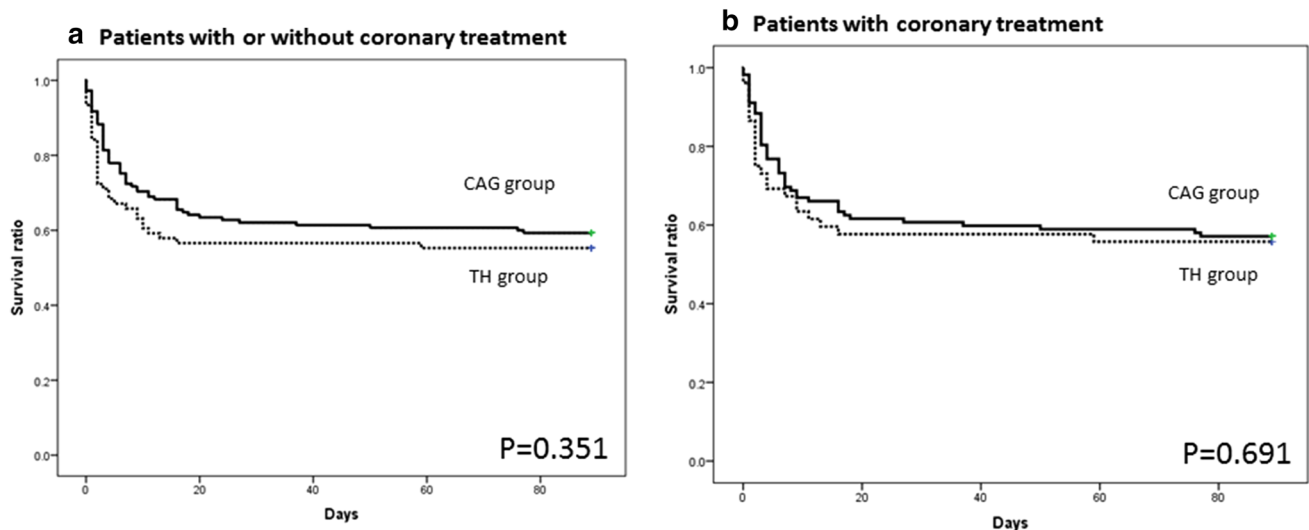 a Patients with or without coronary treatment
1.0
0.8
0.6
0.4
0.2
0.0
Survival ratio
CAG group
TH group
P=0.351
0 20 40 60 80
Days
b Patients with coronary treatment
1.0
0.8
0.6
0.4
0.2
0.0
Survival ratio
CAG group
TH group
P=0.691
0 20 40 60 80
Days